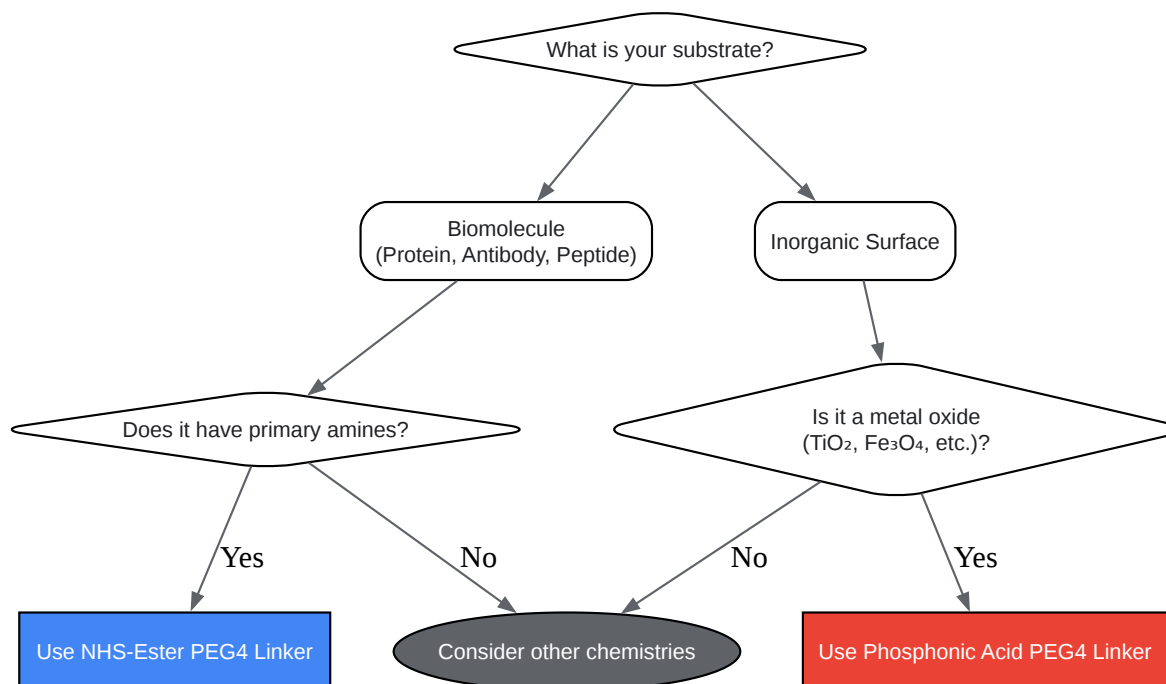 What is your substrate?
Biomolecule
(Protein, Antibody, Peptide)
Inorganic Surface
Does it have primary amines?
Is it a metal oxide
(TiO₂, Fe₃O₄, etc.)?
Yes
No
No
Yes
Use NHS-Ester PEG4 Linker
Consider other chemistries
Use Phosphonic Acid PEG4 Linker